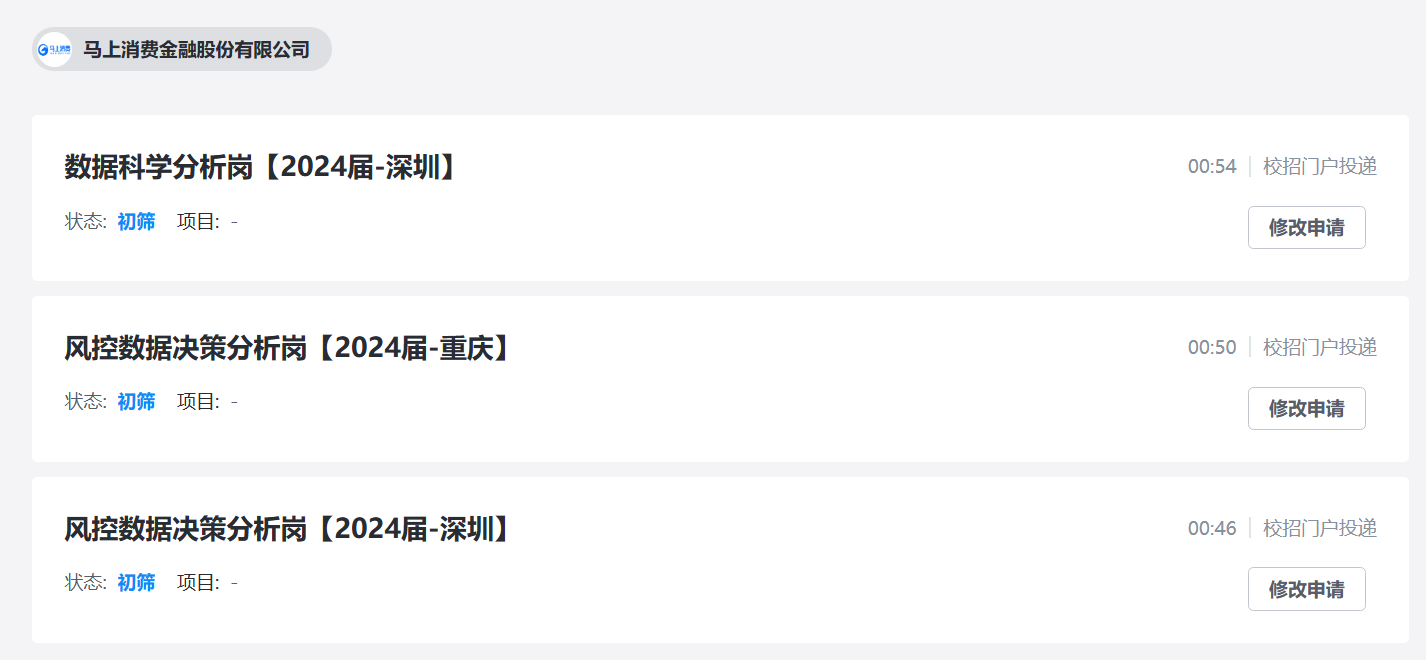 马上消费 马上消费金融股份有限公司
数据科学分析岗【2024届-深圳】 00:54 校招门户投递
状态: 初筛 项目: -
修改申请
风控数据决策分析岗【2024届-重庆】 00:50 校招门户投递
状态: 初筛 项目: -
修改申请
风控数据决策分析岗【2024届-深圳】 00:46 校招门户投递
状态: 初筛 项目: -
修改申请